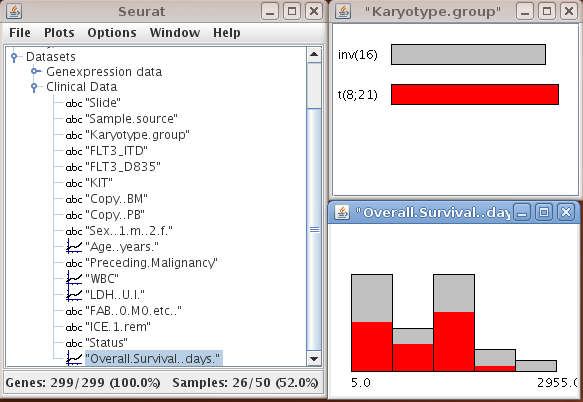 Seurat
File Plots Options Window Help
Datasets
Genexpression data
Clinical Data
abc "Slide"
abc "Sample.source"
abc "Karyotype.group"
abc "FLT3_ITD"
abc "FLT3_D835"
abc "KIT"
abc "Copy..BM"
abc "Copy..PB"
abc "Sex..1.m..2.f."
"Age..years."
abc "Preceding.Malignancy"
"WBC"
"LDH..U.l."
abc "FAB..0.M0.etc.."
abc "ICE.1.rem"
abc "Status"
"Overall.Survival..days."
Genes: 299/299 (100.0%) Samples: 26/50 (52.0%)
"Karyotype.group"
inv(16)
t(8;21)
"Overall.Survival..day
5.0 2955.0